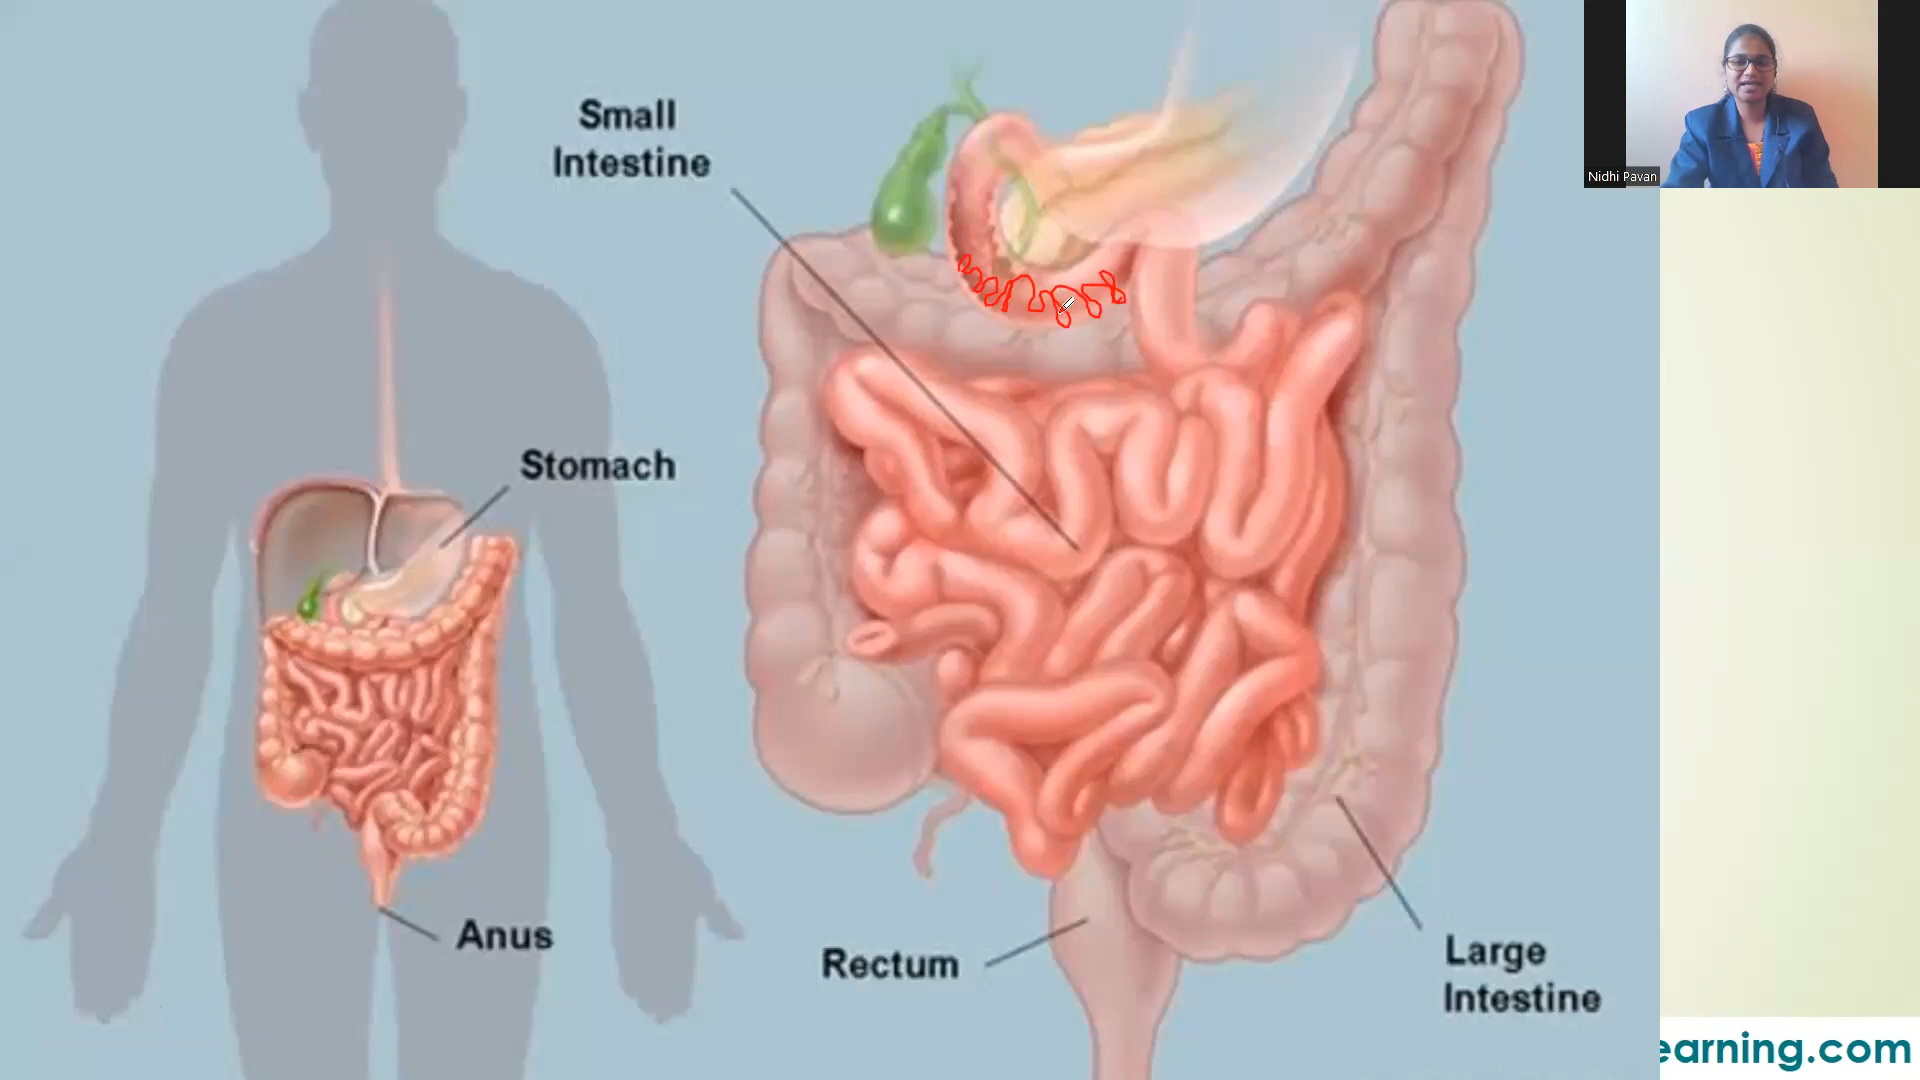 Small
Intestine
Nidhi Pavan
Stomach
Anus
Rectum
Large
Intestine
earning.com